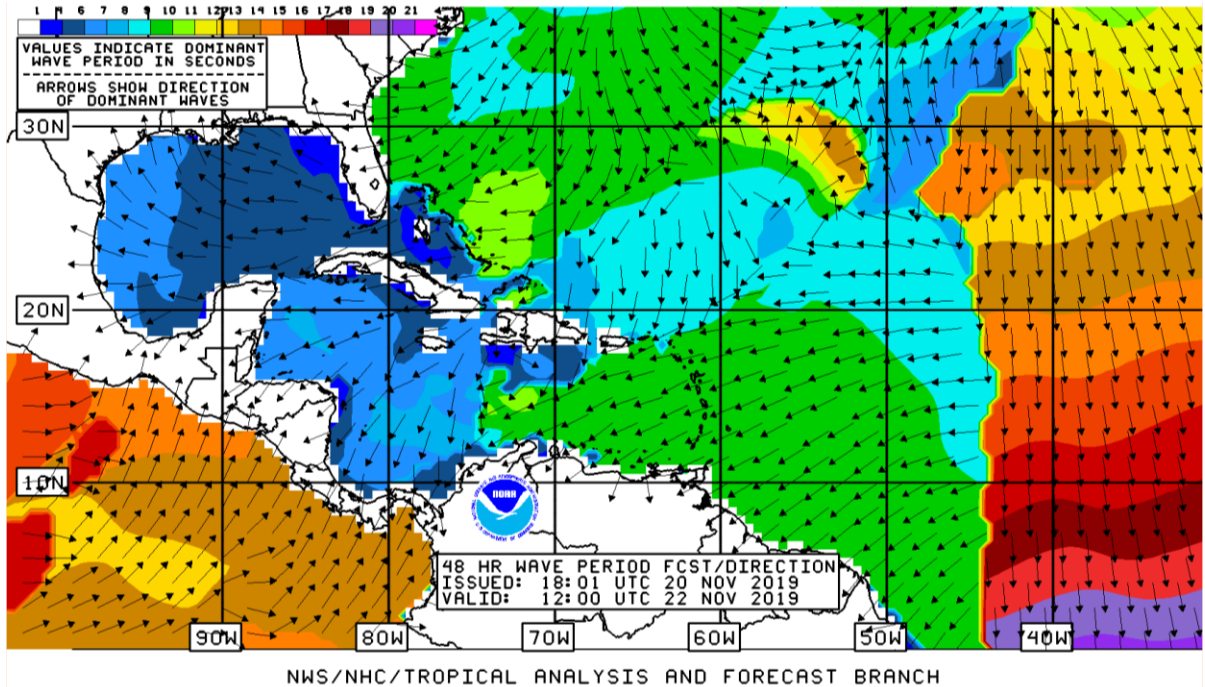 1 4 6 7 8 9 10 11 12 13 14 15 16 17 18 19 20 21
VALUES INDICATE DOMINANT
WAVE PERIOD IN SECONDS
ARROWS SHOW DIRECTION
OF DOMINANT WAVES
30N
20N
10N
NOAA
48 HR WAVE PERIOD FCST/DIRECTION
ISSUED: 18:01 UTC 20 NOV 2019
VALID: 12:00 UTC 22 NOV 2019
90W 80W 70W 60W 50W 40W
NWS/NHC/TROPICAL ANALYSIS AND FORECAST BRANCH